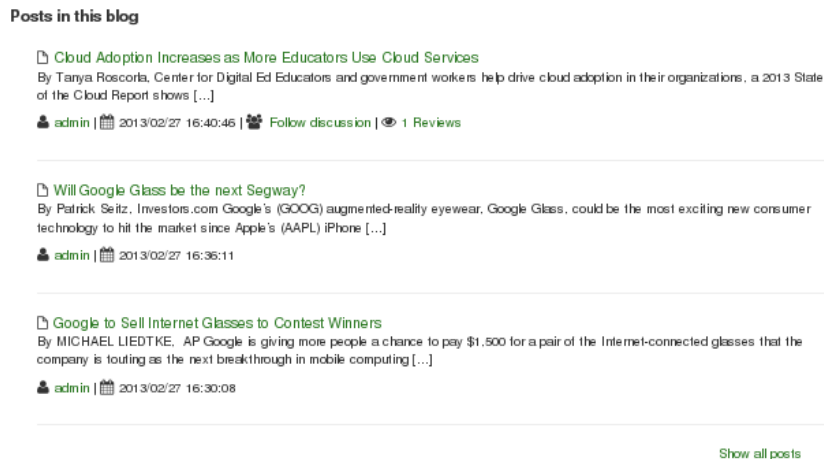 Posts in this blog
Cloud Adoption Increases as More Educators Use Cloud Services
By Tanya Roscorla, Center for Digital Ed Educators and government workers help drive cloud adoption in their organizations, a 2013 State
of the Cloud Report shows [...]
admin | 2013/02/27 16:40:46 | Follow discussion | 1 Reviews
Will Google Glass be the next Segway?
By Patrick Seitz, Investors.com Google's (GOOG) augmented-reality eyewear, Google Glass, could be the most exciting new consumer
technology to hit the market since Apple's (AAPL) iPhone [...]
admin | 2013/02/27 16:36:11
Google to Sell Internet Glasses to Contest Winners
By MICHAEL LIEDTKE, AP Google is giving more people a chance to pay $1,500 for a pair of the Internet-connected glasses that the
company is touting as the next breakthrough in mobile computing [...]
admin | 2013/02/27 16:30:08
Show all posts